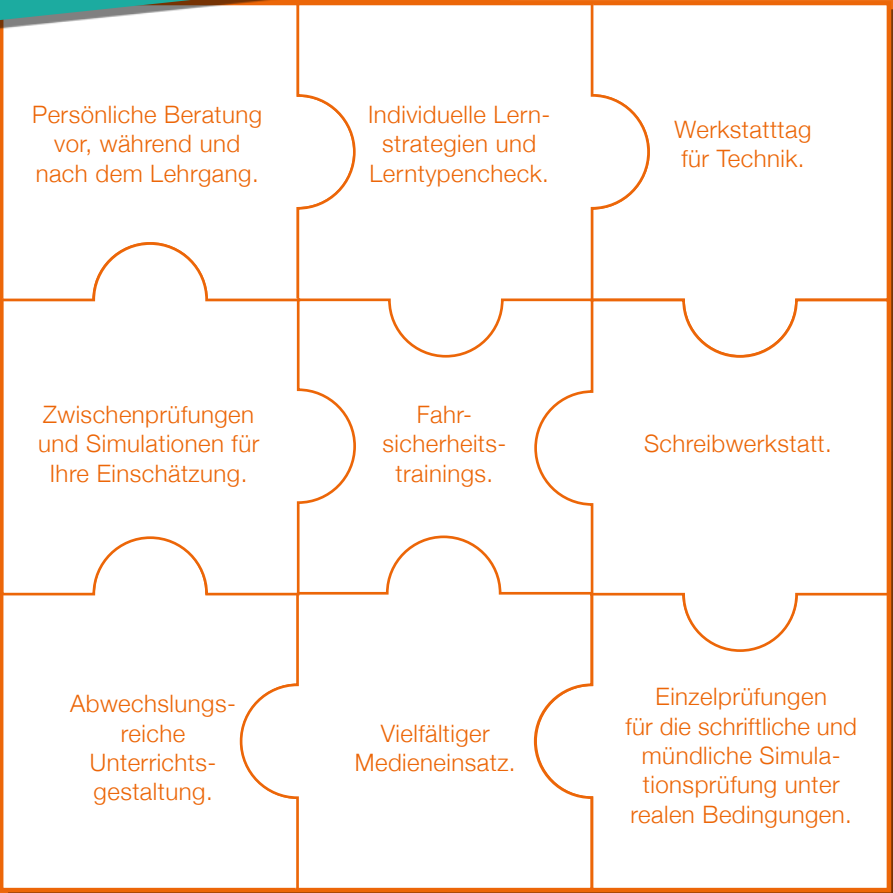 Persönliche Beratung
vor, während und
nach dem Lehrgang.
Individuelle Lern-
strategien und
Lerntypencheck.
Werkstatttag
für Technik.
Zwischenprüfungen
und Simulationen für
Ihre Einschätzung.
Fahr-
sicherheits-
trainings.
Schreibwerkstatt.
Abwechslungs-
reiche
Unterrichts-
gestaltung.
Vielfältiger
Medieneinsatz.
Einzelprüfungen
für die schriftliche und
mündliche Simula-
tionsprüfung unter
realen Bedingungen.